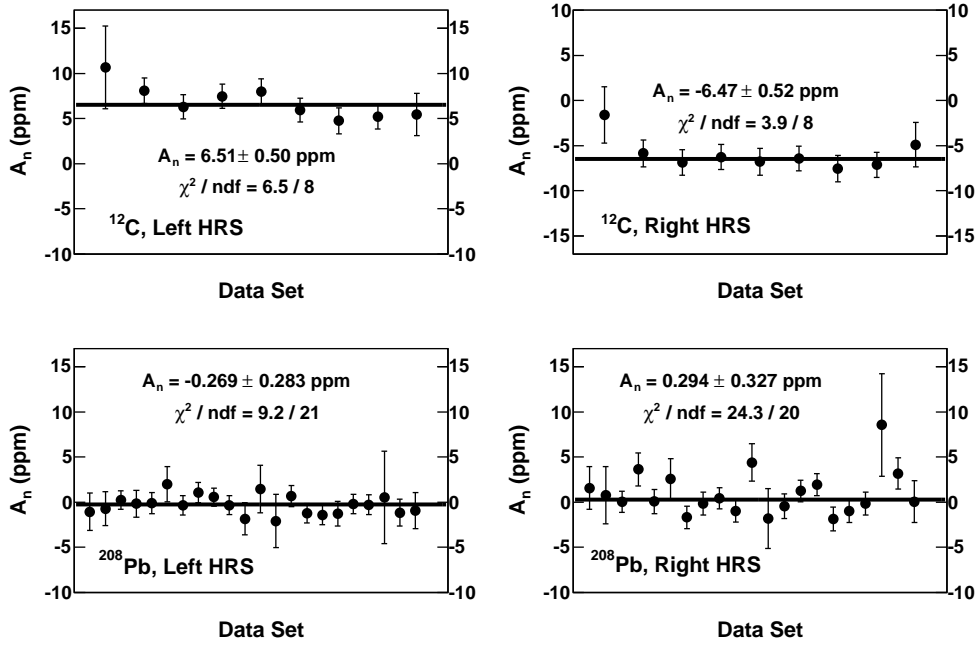 15
10
5
0
-5
-10
A_n (ppm)
A_n = 6.51 ± 0.50 ppm
χ² / ndf = 6.5 / 8
¹²C, Left HRS
15
10
5
0
-5
-10
Data Set
10
5
0
-5
-10
-15
A_n (ppm)
A_n = -6.47 ± 0.52 ppm
χ² / ndf = 3.9 / 8
¹²C, Right HRS
10
5
0
-5
-10
-15
Data Set
15
10
5
0
-5
-10
A_n (ppm)
A_n = -0.269 ± 0.283 ppm
χ² / ndf = 9.2 / 21
²⁰⁸Pb, Left HRS
15
10
5
0
-5
-10
Data Set
15
10
5
0
-5
-10
A_n (ppm)
A_n = 0.294 ± 0.327 ppm
χ² / ndf = 24.3 / 20
²⁰⁸Pb, Right HRS
15
10
5
0
-5
-10
Data Set